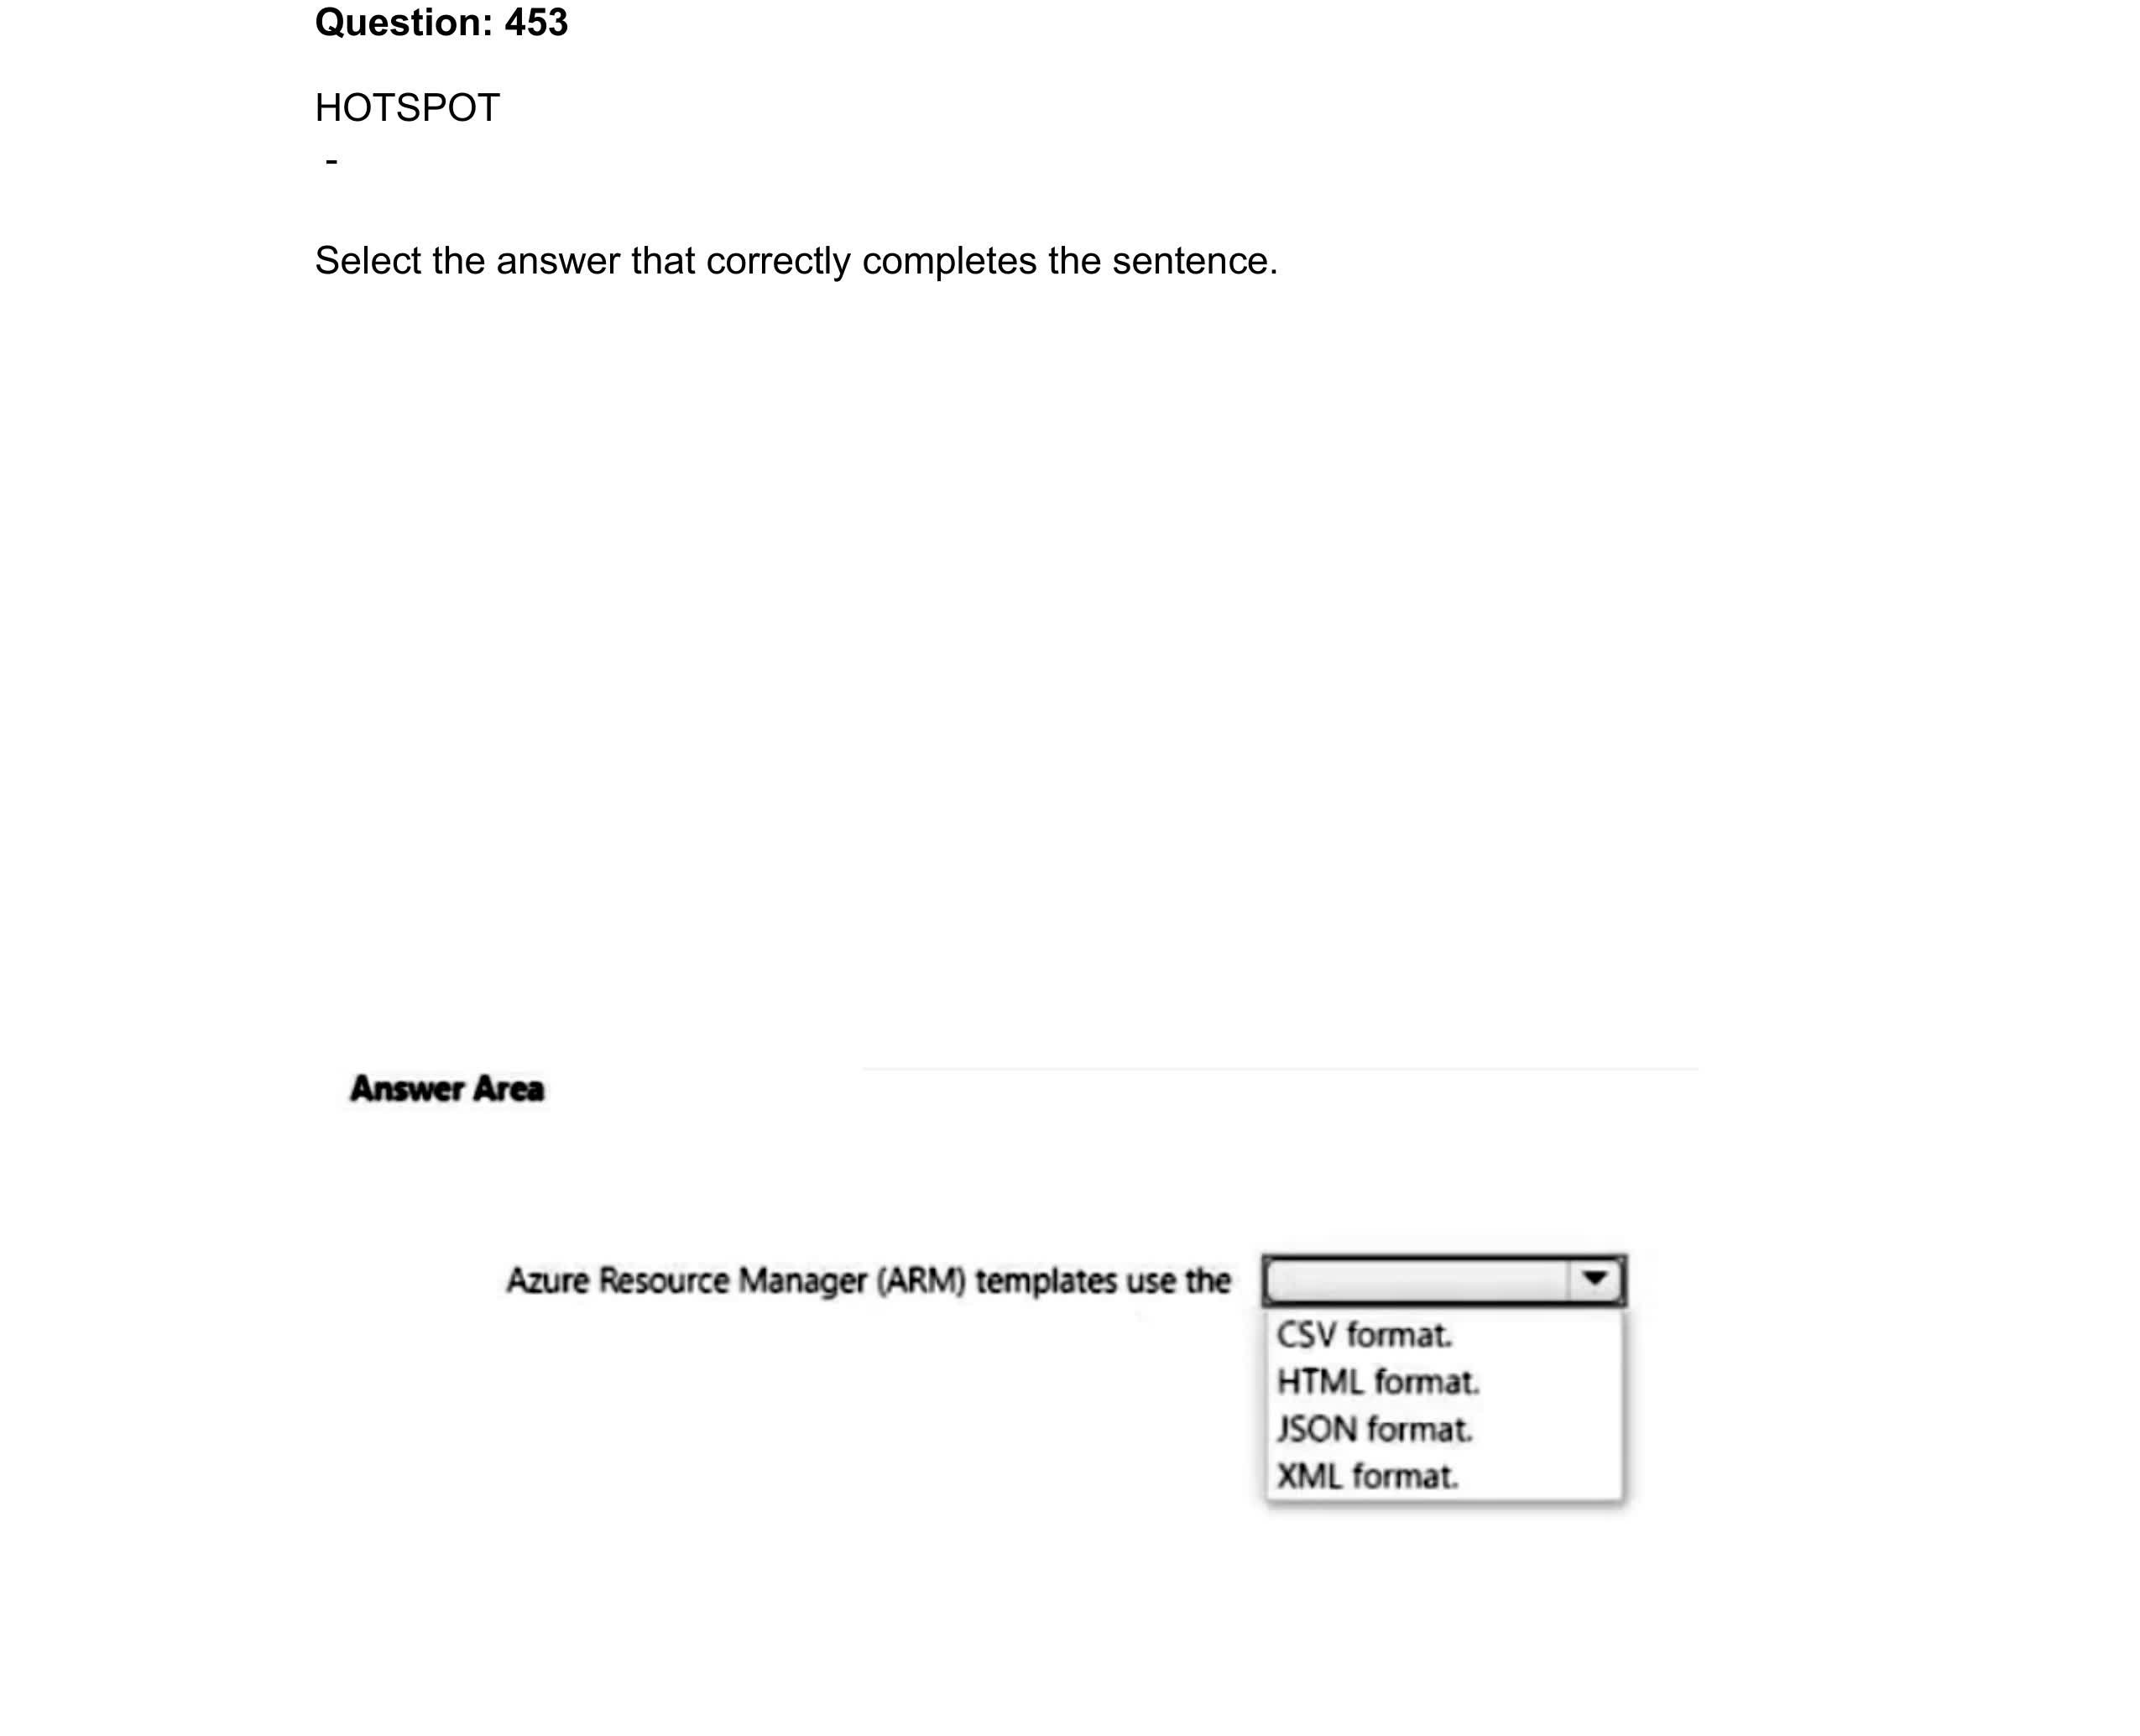 Question: 453
HOTSPOT
-
Select the answer that correctly completes the sentence.
Answer Area
Azure Resource Manager (ARM) templates use the
CSV format.
HTML format.
JSON format.
XML format.